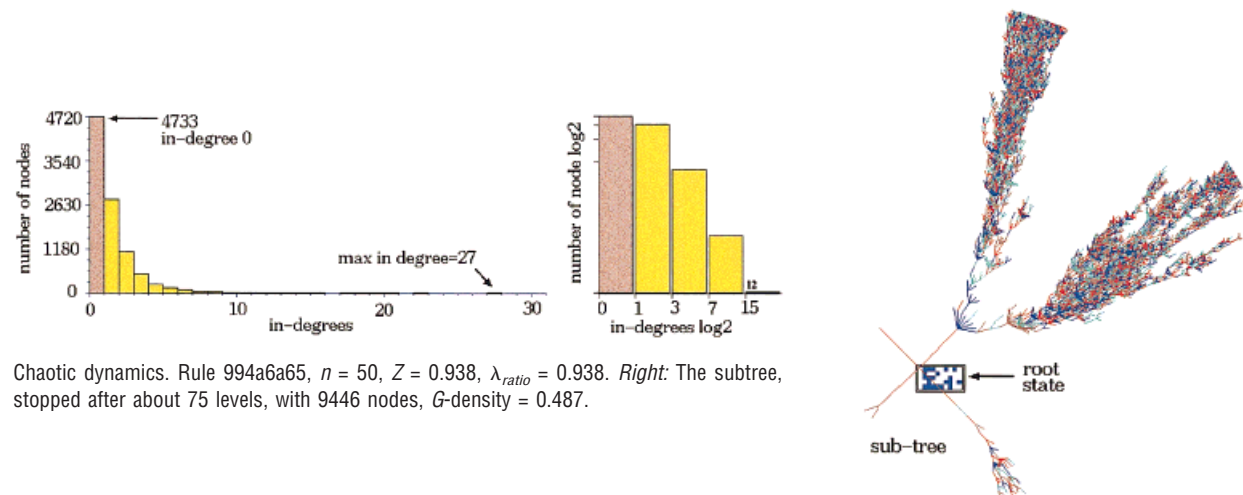 4720
3540
2630
1180
0
number of nodes
4733
in-degree 0
max in degree=27
0
10
20
30
in-degrees
number of node log2
12
0
1
3
7
15
in-degrees log2
Chaotic dynamics. Rule 994a6a65, n = 50, Z = 0.938, λratio = 0.938. Right: The subtree,
stopped after about 75 levels, with 9446 nodes, G-density = 0.487.
root
state
sub-tree